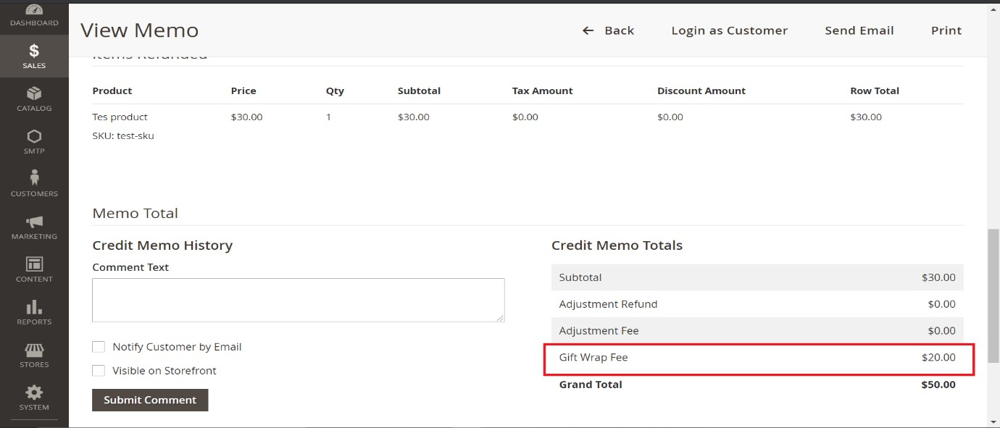 DASHBOARD
SALES
CATALOG
SMTP
CUSTOMERS
MARKETING
CONTENT
REPORTS
STORES
SYSTEM
View Memo
Back Login as Customer Send Email Print
Items Refunded
Product Price Qty Subtotal Tax Amount Discount Amount Row Total
Tes product $30.00 1 $30.00 $0.00 $0.00 $30.00
SKU: test-sku
Memo Total
Credit Memo History
Comment Text
Notify Customer by Email
Visible on Storefront
Submit Comment
Credit Memo Totals
Subtotal $30.00
Adjustment Refund $0.00
Adjustment Fee $0.00
Gift Wrap Fee $20.00
Grand Total $50.00